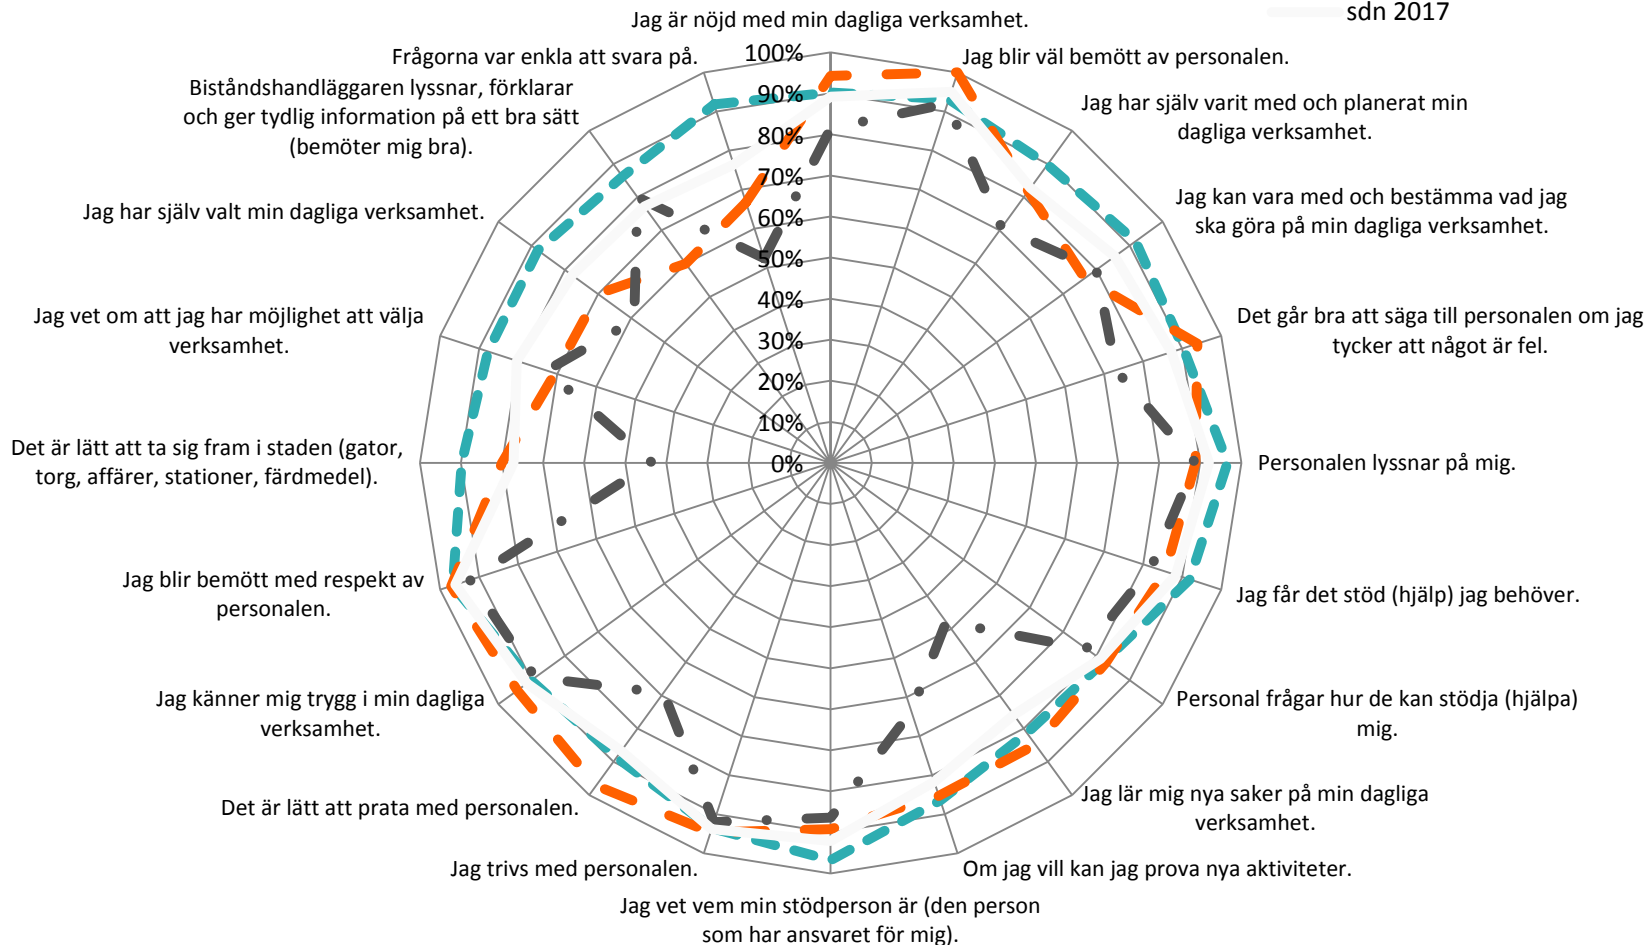 sdn 2017
Jag är nöjd med min dagliga verksamhet.
Jag blir väl bemött av personalen.
Jag har själv varit med och planerat min
dagliga verksamhet.
Jag kan vara med och bestämma vad jag
ska göra på min dagliga verksamhet.
Det går bra att säga till personalen om jag
tycker att något är fel.
Personalen lyssnar på mig.
Jag får det stöd (hjälp) jag behöver.
Personal frågar hur de kan stödja (hjälpa)
mig.
Jag lär mig nya saker på min dagliga
verksamhet.
Om jag vill kan jag prova nya aktiviteter.
Jag vet vem min stödperson är (den person
som har ansvaret för mig).
Jag trivs med personalen.
Det är lätt att prata med personalen.
Jag känner mig trygg i min dagliga
verksamhet.
Jag blir bemött med respekt av
personalen.
Det är lätt att ta sig fram i staden (gator,
torg, affärer, stationer, färdmedel).
Jag vet om att jag har möjlighet att välja
verksamhet.
Jag har själv valt min dagliga verksamhet.
Biståndshandläggaren lyssnar, förklarar
och ger tydlig information på ett bra sätt
(bemöter mig bra).
Frågorna var enkla att svara på.
100%
90%
80%
70%
60%
50%
40%
30%
20%
10%
0%